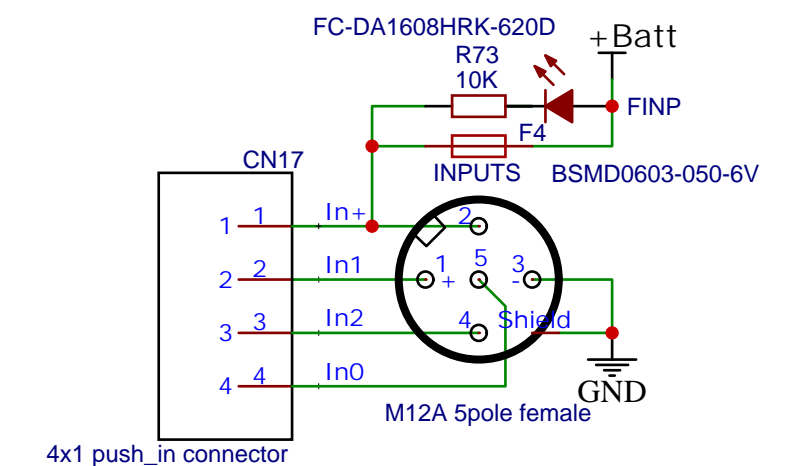 FC-DA1608HRK-620D
+Batt
R73
10K
FINP
F4
CN17
INPUTS
BSMD0603-050-6V
1 1 In+ 2
2 2 In1 1 + 5 3 -
3 3 In2 4 Shield
4 4 In0
GND
M12A 5pole female
4x1 push_in connector